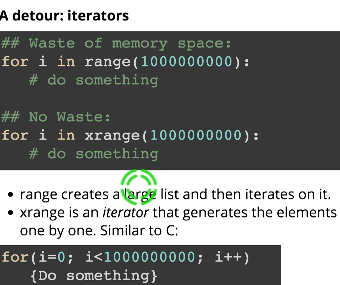 A detour: iterators
## Waste of memory space:
for i in range(1000000000):
# do something
## No Waste:
for i in xrange(1000000000):
# do something
• range creates a large list and then iterates on it.
• xrange is an iterator that generates the elements
one by one. Similar to C:
for(i=0; i<1000000000; i++)
{Do something}